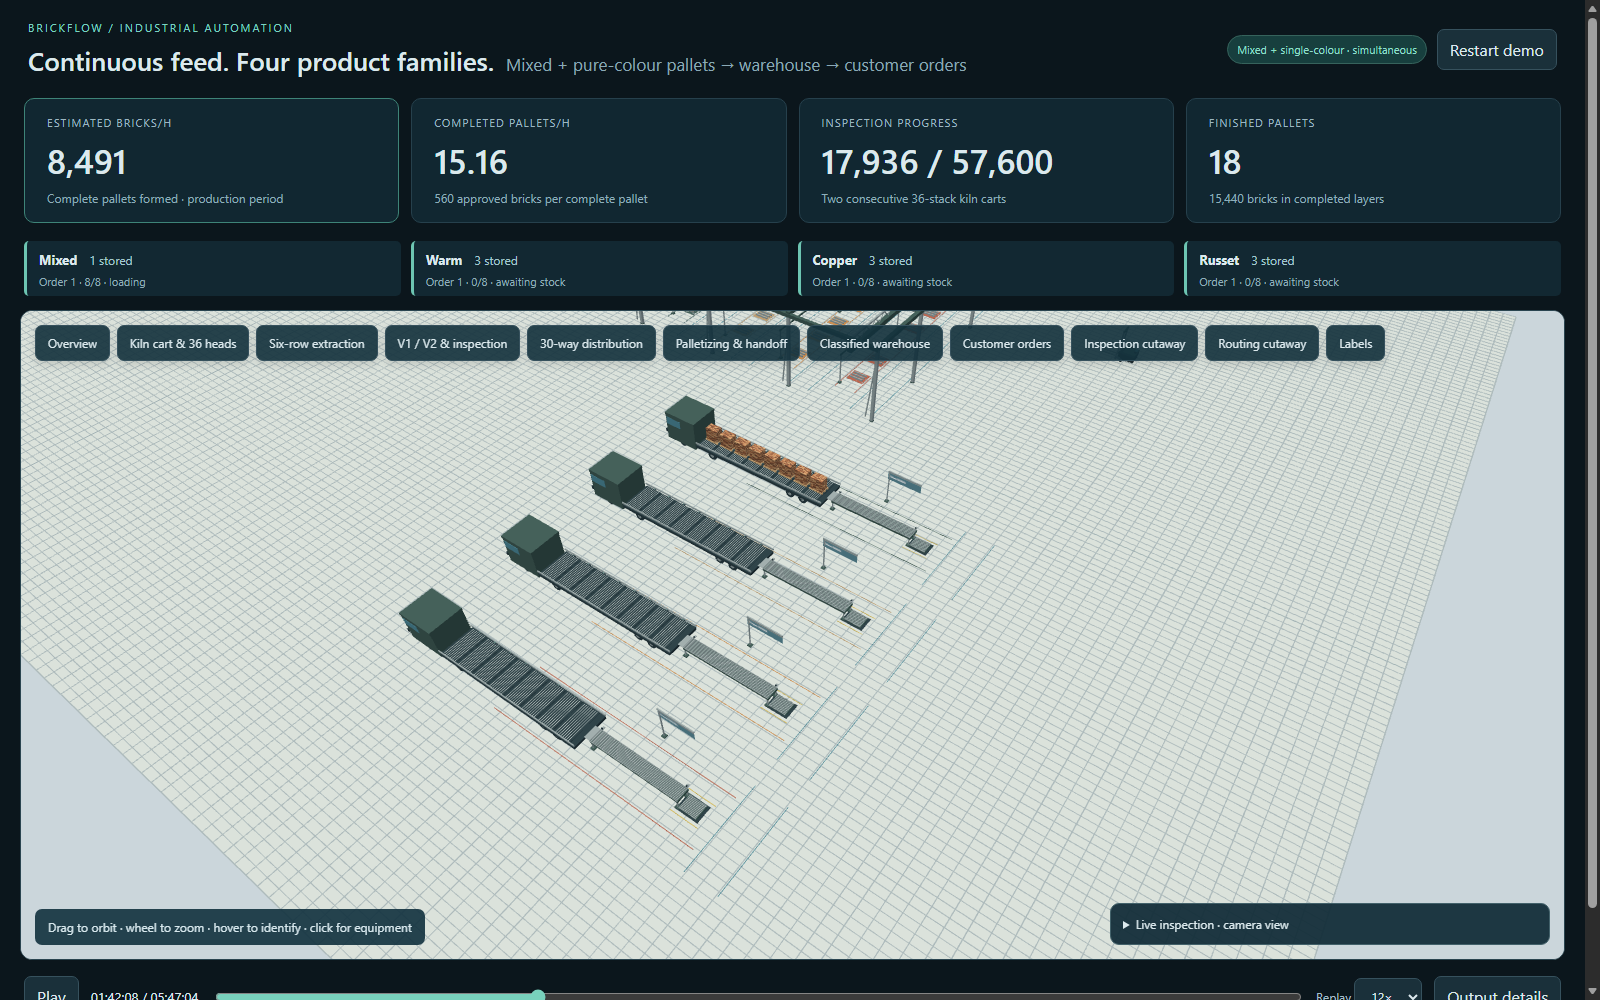 BRICKFLOW / INDUSTRIAL AUTOMATION
Continuous feed. Four product families. Mixed + pure-colour pallets → warehouse → customer orders
Mixed + single-colour · simultaneous
Restart demo
ESTIMATED BRICKS/H
8,491
Complete pallets formed · production period
COMPLETED PALLETS/H
15.16
560 approved bricks per complete pallet
INSPECTION PROGRESS
17,936 / 57,600
Two consecutive 36-stack kiln carts
FINISHED PALLETS
18
15,440 bricks in completed layers
Mixed 1 stored
Order 1 · 8/8 · loading
Warm 3 stored
Order 1 · 0/8 · awaiting stock
Copper 3 stored
Order 1 · 0/8 · awaiting stock
Russet 3 stored
Order 1 · 0/8 · awaiting stock
Overview
Kiln cart & 36 heads
Six-row extraction
V1 / V2 & inspection
30-way distribution
Palletizing & handoff
Classified warehouse
Customer orders
Inspection cutaway
Routing cutaway
Labels
Drag to orbit · wheel to zoom · hover to identify · click for equipment
▶ Live inspection · camera view
Play
01:42:08 / 05:47:04
Replay
12×
Output details